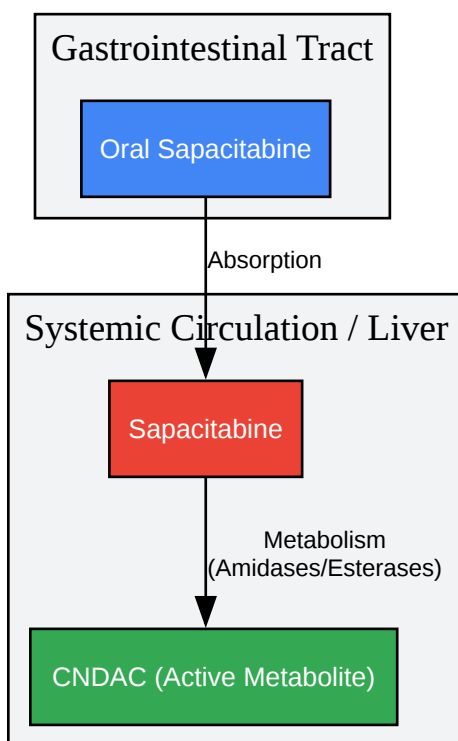 Gastrointestinal Tract
Oral Sapacitabine
Absorption
Systemic Circulation / Liver
Sapacitabine
Metabolism
(Amidases/Esterases)
CNDAC (Active Metabolite)